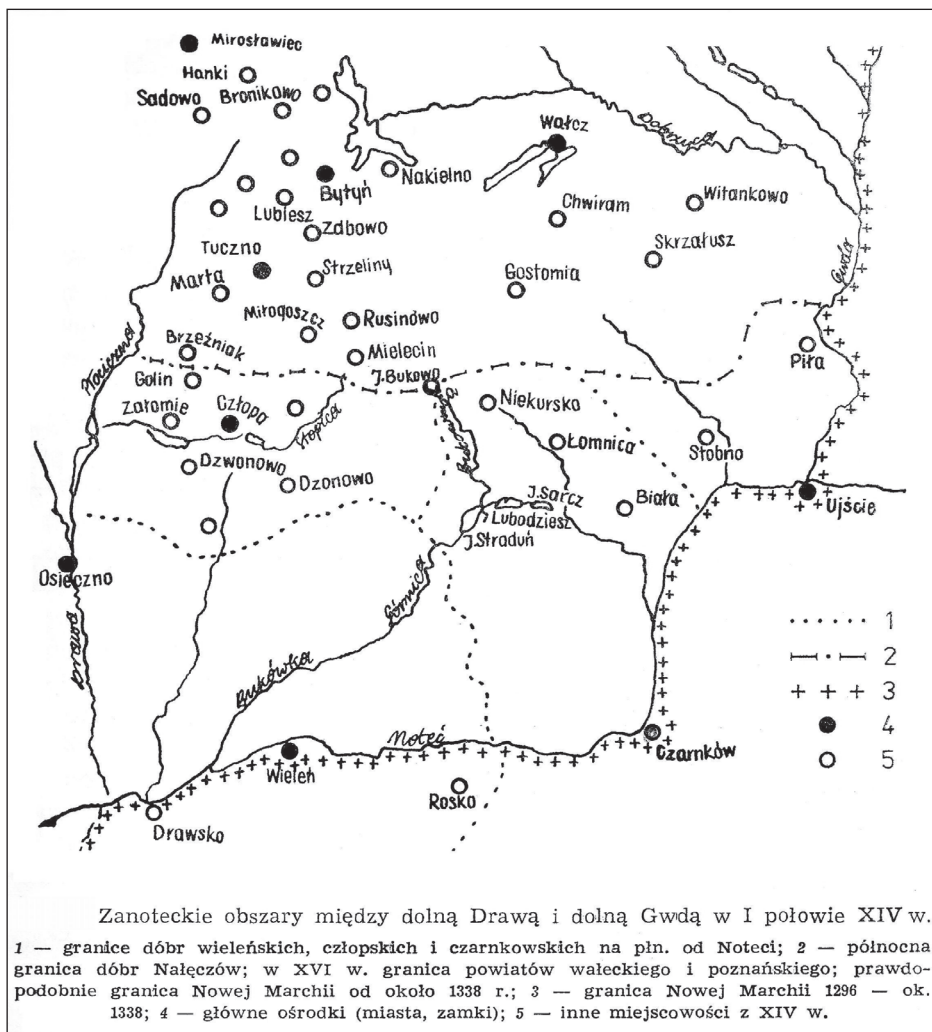 Mirosławiec
Hanki
Bronikowo
Sadowo
Wałcz
Dobrzyca
Nakielno
Bytyń
Witankowo
Chwiram
Lubiesz
Zdbowo
Skrzatusz
Tuczno
Strzeliny
Gwda
Gostomia
Marta
Miłogoszcz
Rusinowo
Brzeźniak
Mielecin
Piła
J. Bukowo
Golin
Niekursko
Załomie
Człopa
Łomnica
Słobno
Dzwonowo
Dzonowo
J. Sarcz
Biała
Ujście
Lubodziesz
J. Straduń
Osieczno
Górnica
1
Drawa
2
Bukówka
3
Noteć
4
Czarnków
Wieleń
5
Rosko
Drawsko
Zanoteckie obszary między dolną Drawą i dolną Gwdą w I połowie XIV w.
1 — granice dóbr wieleńskich, człopskich i czarnkowskich na płn. od Noteci; 2 — północna
granica dóbr Nałęczów; w XVI w. granica powiatów wałeckiego i poznańskiego; prawdo-
podobnie granica Nowej Marchii od około 1338 r.; 3 — granica Nowej Marchii 1296 — ok.
1338; 4 — główne ośrodki (miasta, zamki); 5 — inne miejscowości z XIV w.